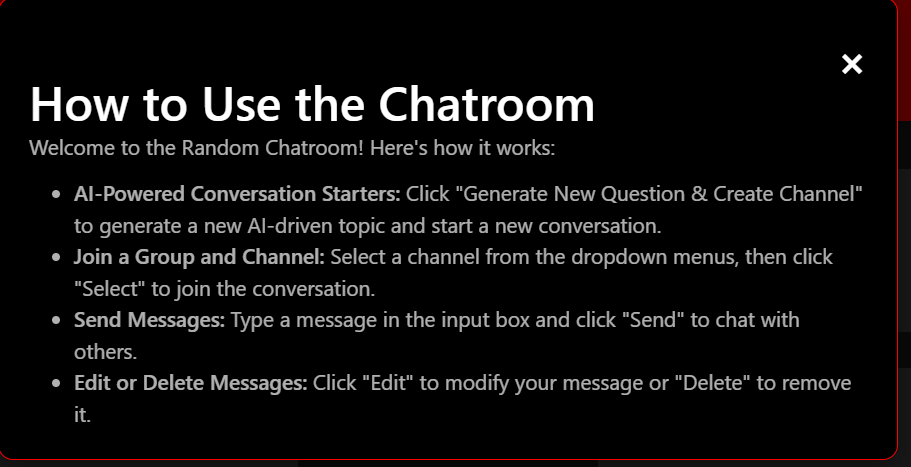 How to Use the Chatroom
Welcome to the Random Chatroom! Here's how it works:
AI-Powered Conversation Starters: Click "Generate New Question & Create Channel"
to generate a new AI-driven topic and start a new conversation.
Join a Group and Channel: Select a channel from the dropdown menus, then click
"Select" to join the conversation.
Send Messages: Type a message in the input box and click "Send" to chat with
others.
Edit or Delete Messages: Click "Edit" to modify your message or "Delete" to remove
it.